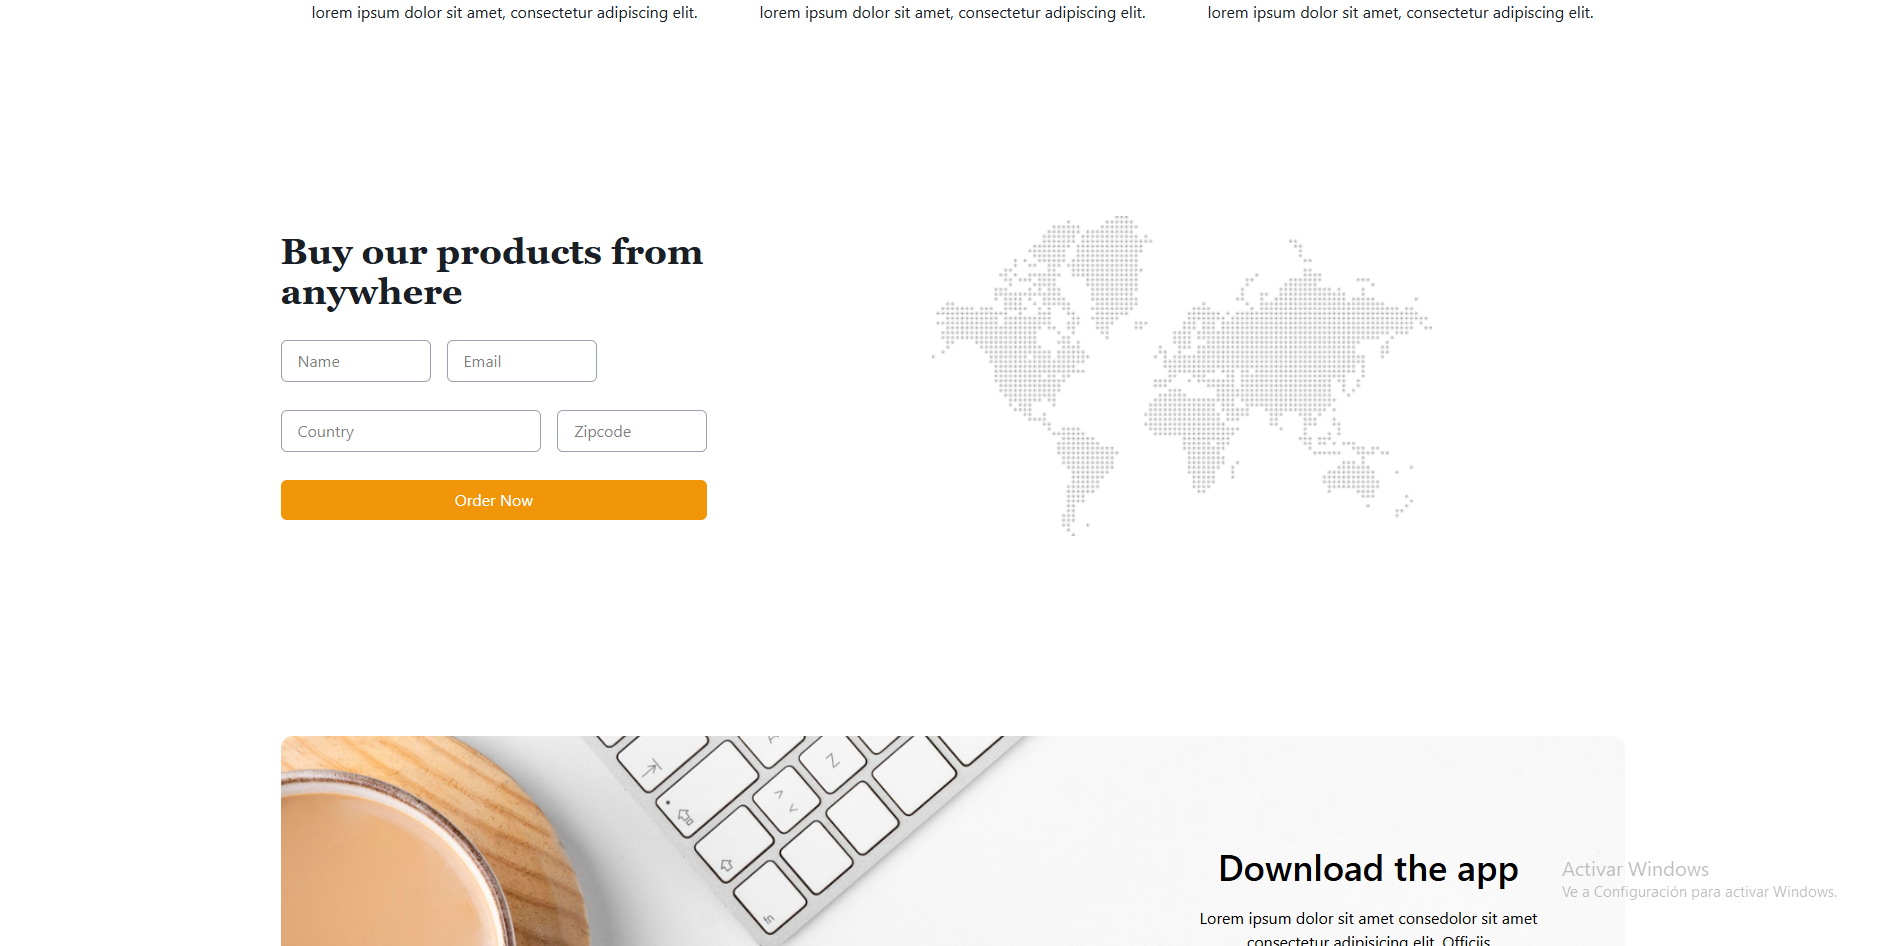 lorem ipsum dolor sit amet, consectetur adipiscing elit.
lorem ipsum dolor sit amet, consectetur adipiscing elit.
lorem ipsum dolor sit amet, consectetur adipiscing elit.
Buy our products from
anywhere
Name
Email
Country
Zipcode
Order Now
A
Z
fn
Download the app
Lorem ipsum dolor sit amet consedolor sit amet
consectetur adipisicing elit. Officiis
Activar Windows
Ve a Configuración para activar Windows.